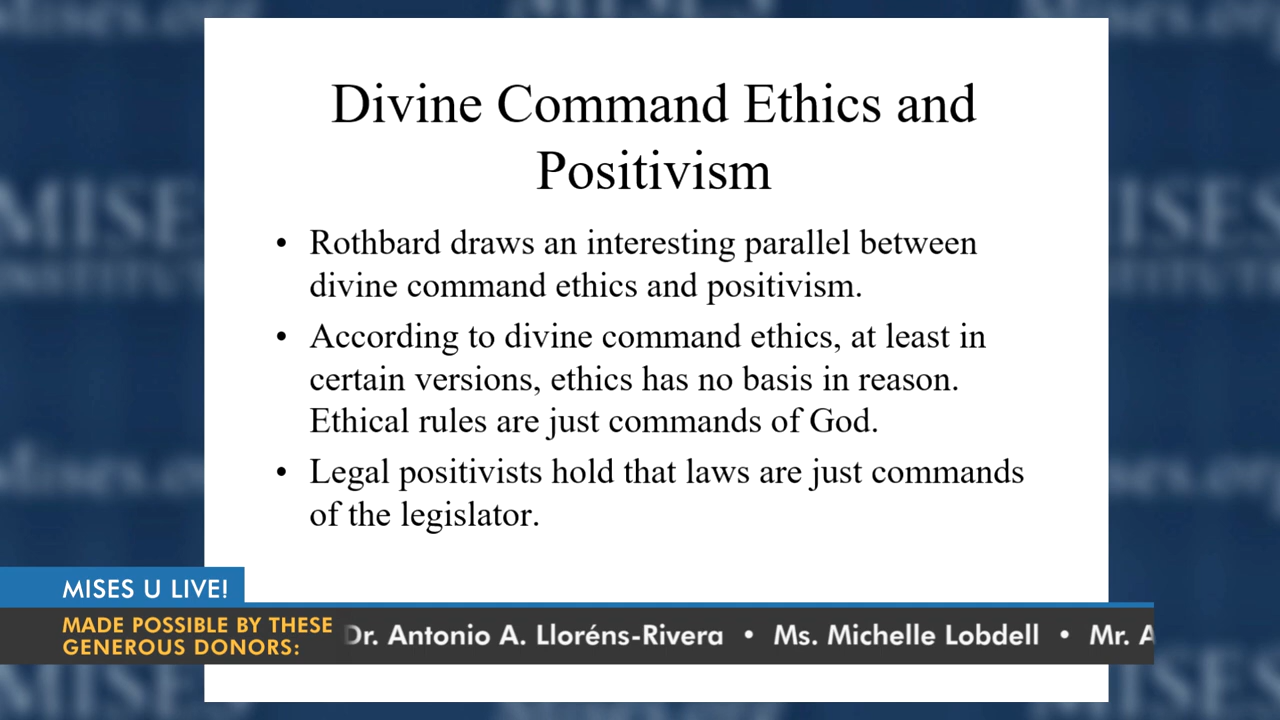 Divine Command Ethics and
Positivism
• Rothbard draws an interesting parallel between
divine command ethics and positivism.
• According to divine command ethics, at least in
certain versions, ethics has no basis in reason.
Ethical rules are just commands of God.
• Legal positivists hold that laws are just commands
of the legislator.
MISES U LIVE!
MADE POSSIBLE BY THESE
GENEROUS DONORS:
Dr. Antonio A. Lloréns-Rivera • Ms. Michelle Lobdell • Mr. A